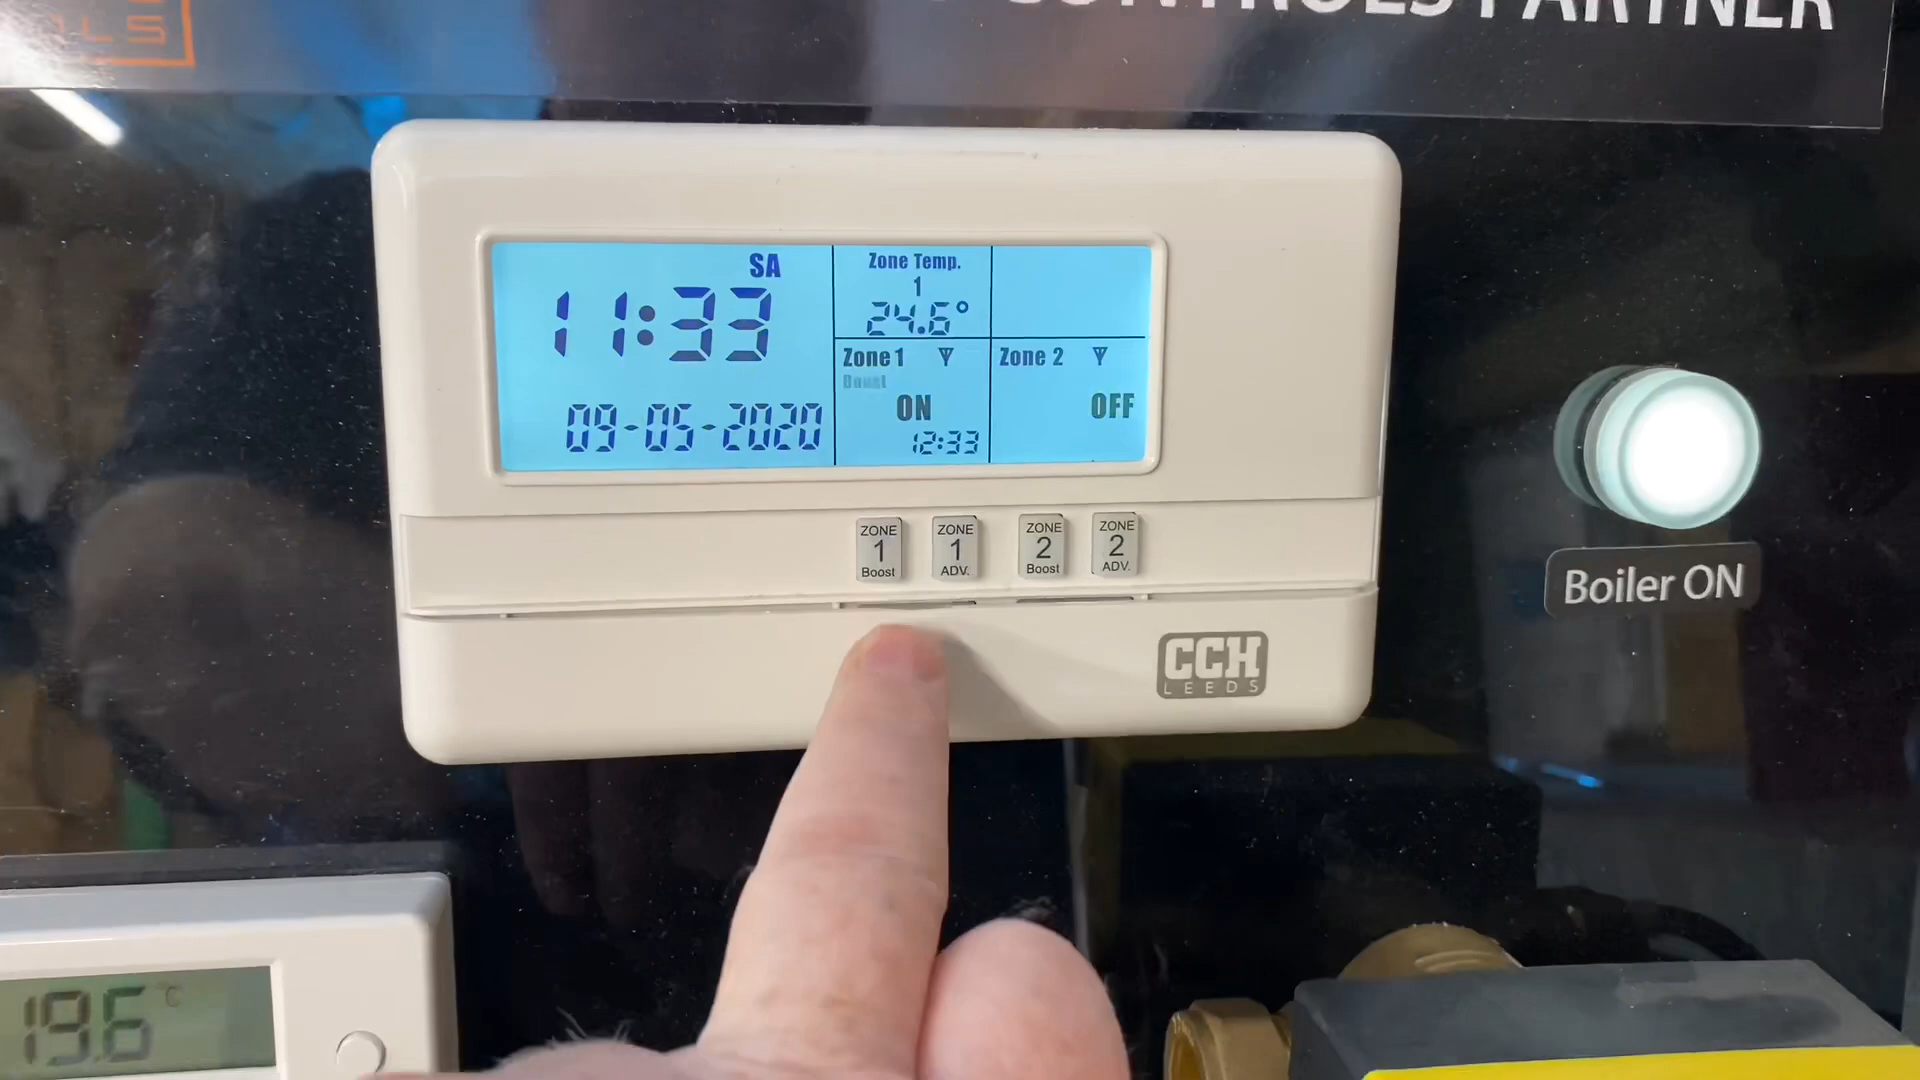 CONTROLS PARTNER
SA
11:33
09-05-2020
Zone Temp.
1
24.6°
Zone 1
Boost
ON
12:33
Zone 2
OFF
ZONE
1
Boost
ZONE
1
ADV.
ZONE
2
Boost
ZONE
2
ADV.
CCH
LEEDS
Boiler ON
19.6 °C